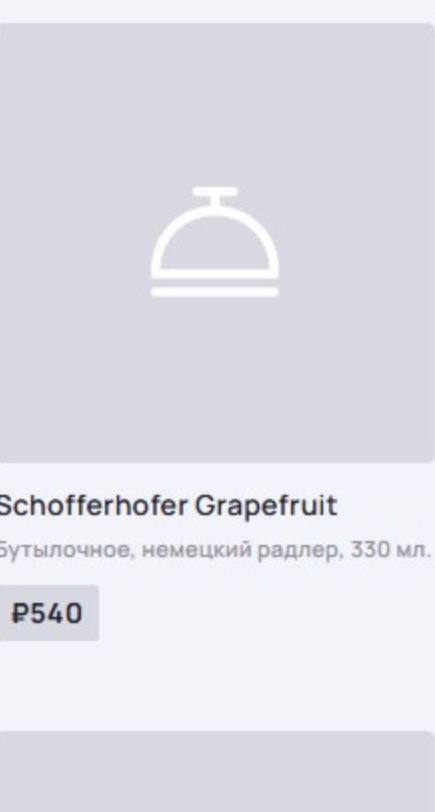 Schofferhofer Grapefruit
Бутылочное, немецкий радлер, 330 мл.
₽540